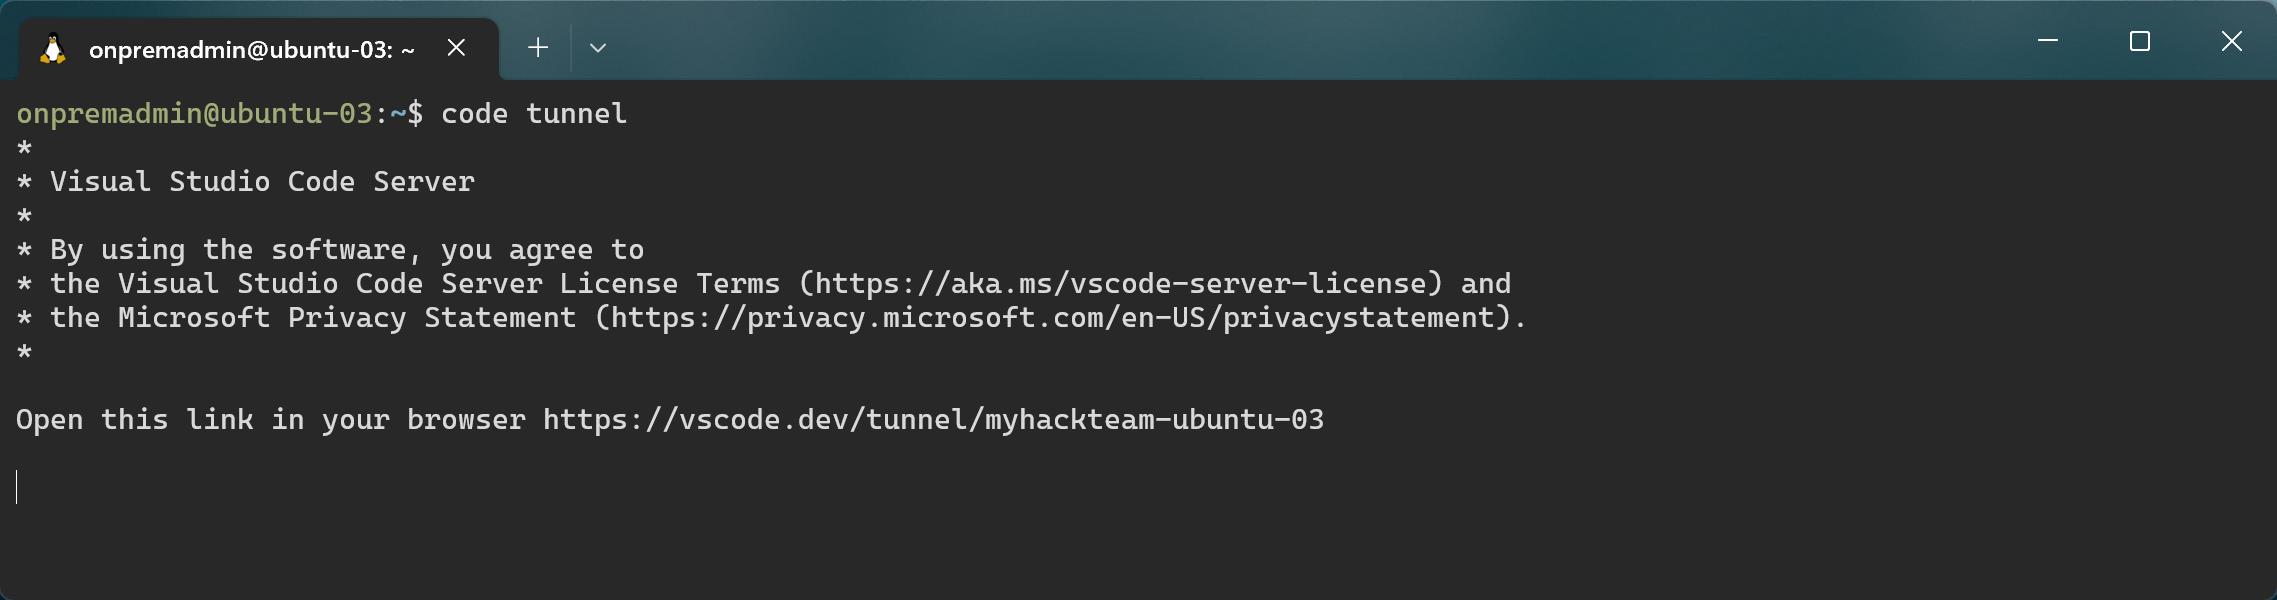 onpremadmin@ubuntu-03: ~
onpremadmin@ubuntu-03:~$ code tunnel
*
* Visual Studio Code Server
*
* By using the software, you agree to
* the Visual Studio Code Server License Terms (https://aka.ms/vscode-server-license) and
* the Microsoft Privacy Statement (https://privacy.microsoft.com/en-US/privacystatement).
*
Open this link in your browser https://vscode.dev/tunnel/myhackteam-ubuntu-03